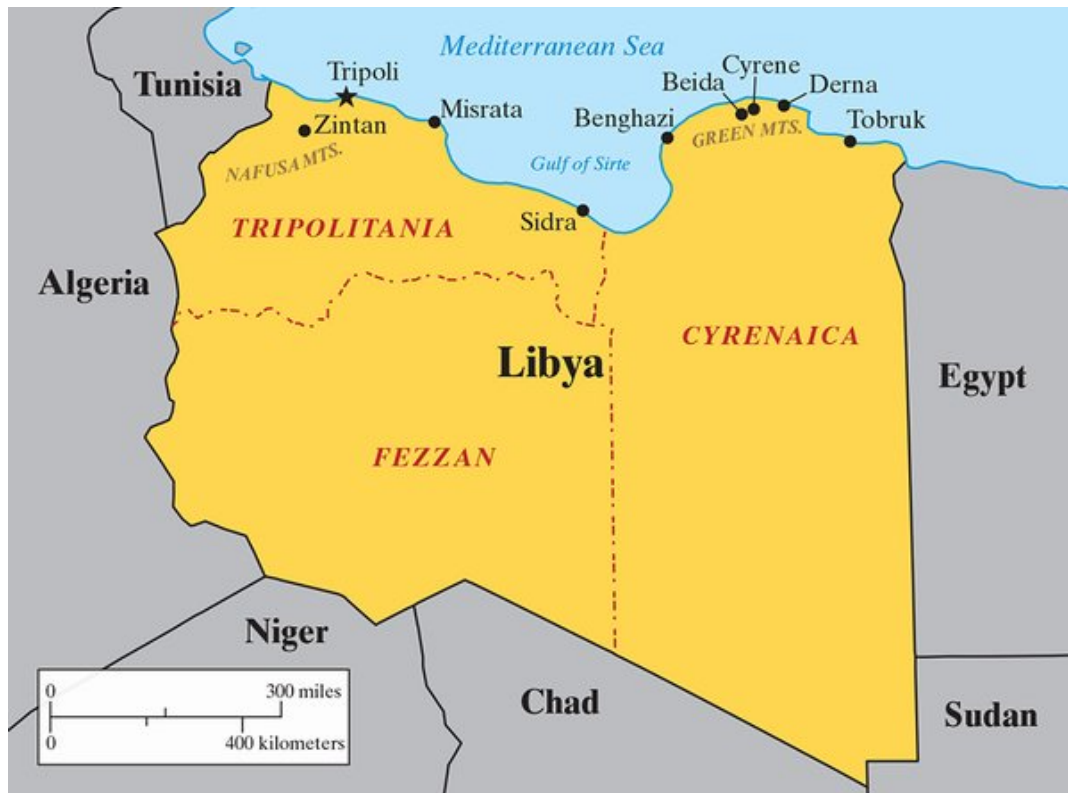 Mediterranean Sea
Tunisia
Tripoli
Misrata
Zintan
NAFUSA MTS.
Cyrene
Beida
Derna
Benghazi
Tobruk
GREEN MTS.
Gulf of Sirte
Sidra
TRIPOLITANIA
Algeria
CYRENAICA
Libya
Egypt
FEZZAN
Niger
Chad
Sudan
0 300 miles
0 400 kilometers